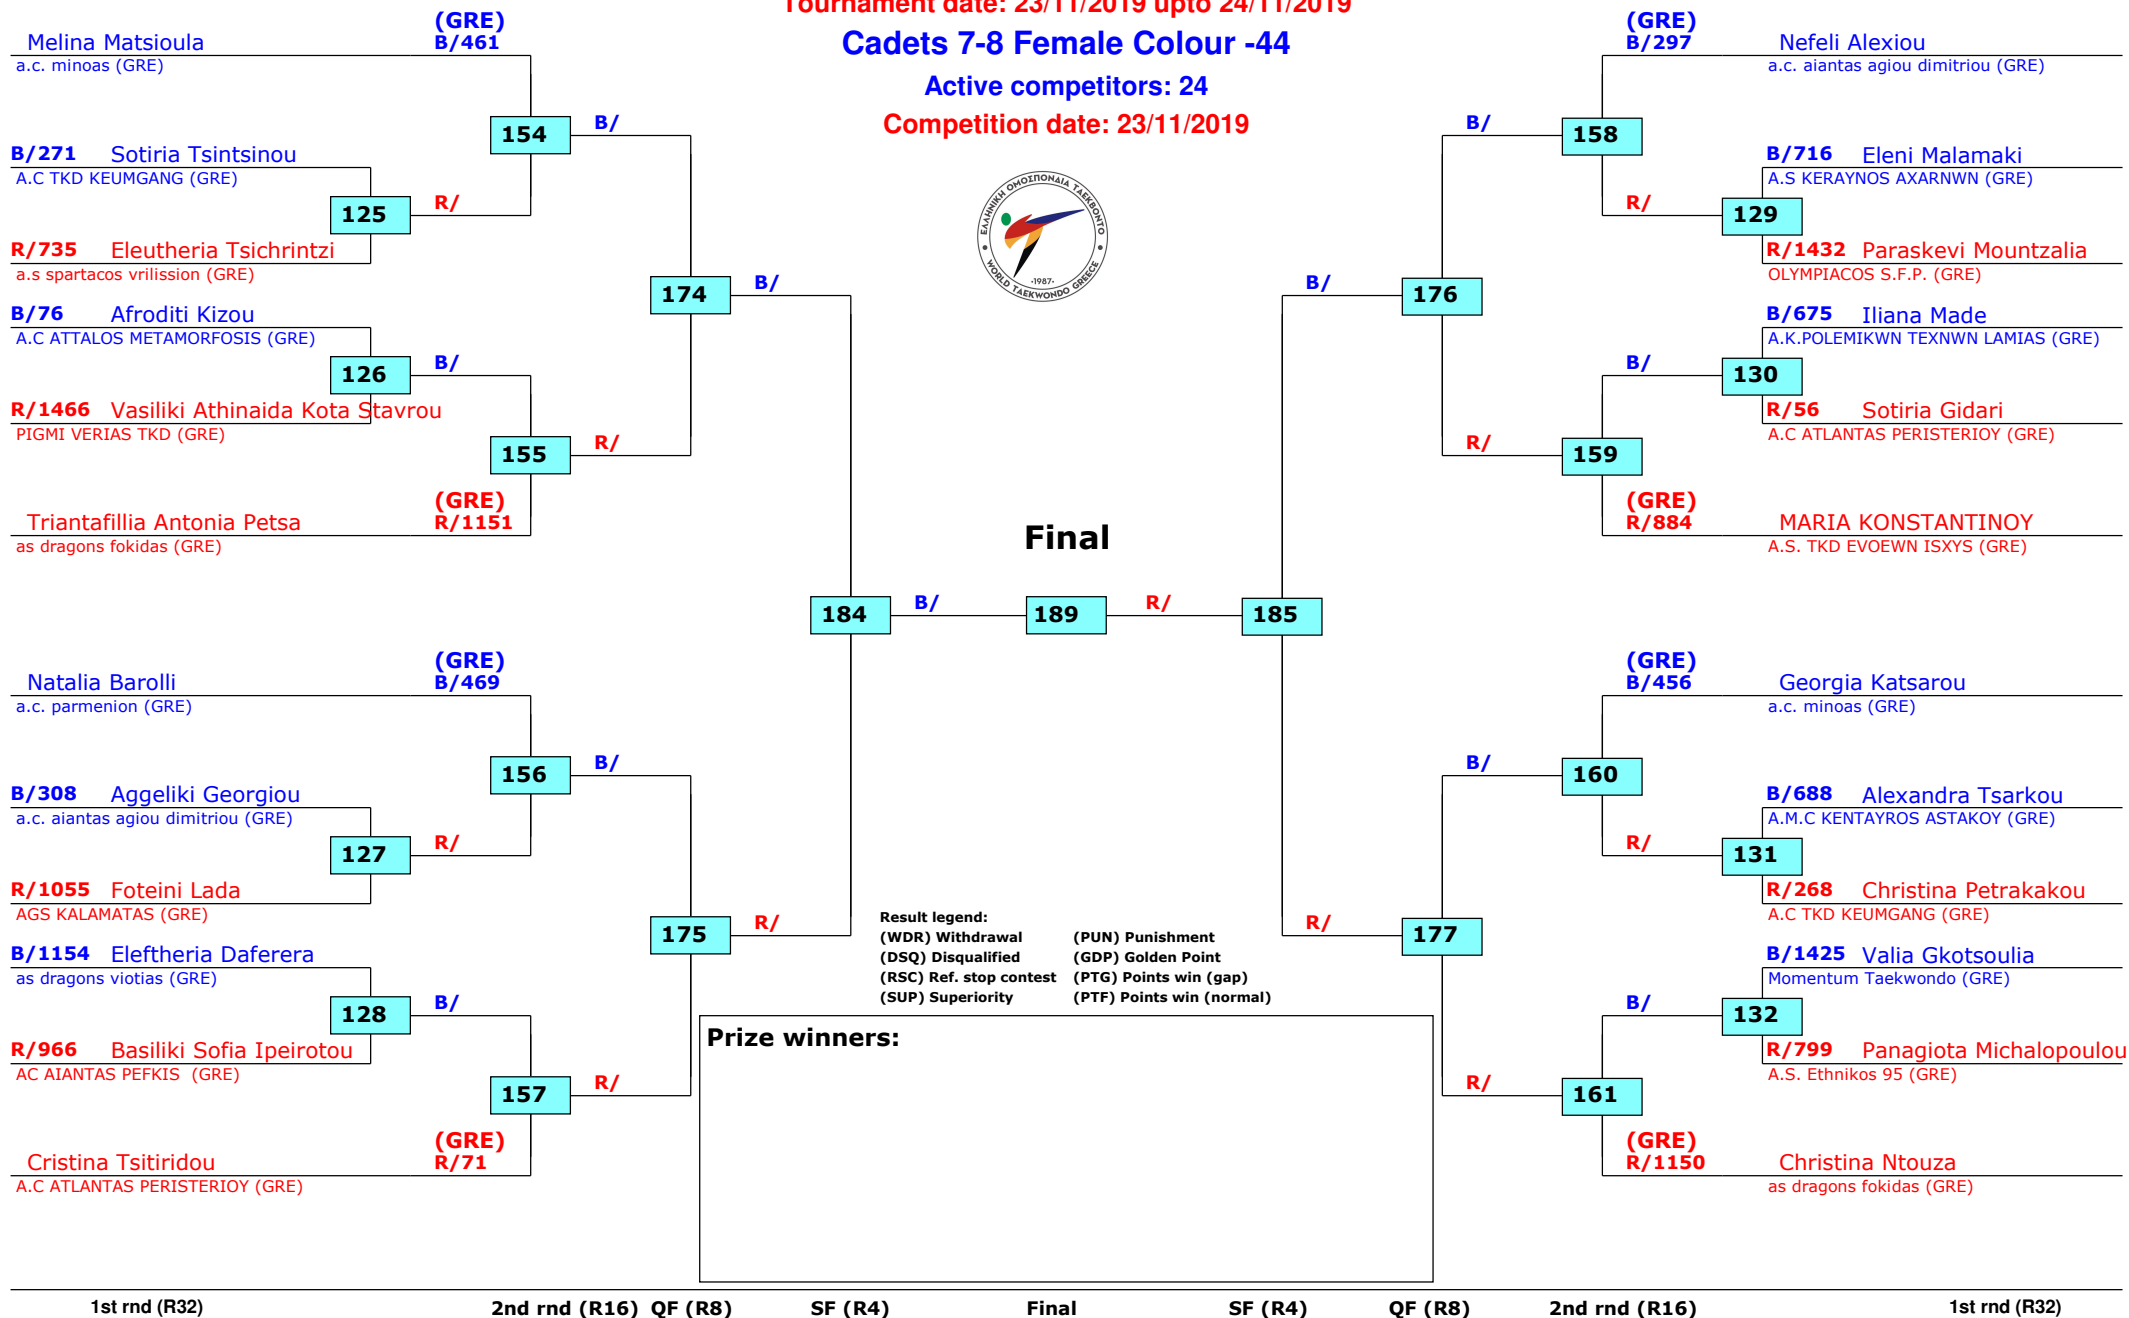 Tournament date: 23/11/2019 upto 24/11/2019
Cadets 7-8 Female Colour -44
Active competitors: 24
Competition date: 23/11/2019
ΕΛΛΗΝΙΚΗ ΟΜΟΣΠΟΝΔΙΑ ΤΑΕΚΒΟΝΤΟ
-1987-
WORLD TAEKWONDO GREECE
(GRE)
Melina Matsioula B/461
a.c. minoas (GRE)
154 B/
B/271 Sotiria Tsintsinou
A.C TKD KEUMGANG (GRE)
125 R/
R/735 Eleutheria Tsichrintzi
a.s spartacos vrilission (GRE)
174 B/
B/76 Afroditi Kizou
A.C ATTALOS METAMORFOSIS (GRE)
126 B/
R/1466 Vasiliki Athinaida Kota Stavrou
PIGMI VERIAS TKD (GRE)
155 R/
(GRE)
Triantafillia Antonia Petsa R/1151
as dragons fokidas (GRE)
Final
184 B/ 189 R/ 185
(GRE)
Natalia Barolli B/469
a.c. parmenion (GRE)
156 B/
B/308 Aggeliki Georgiou
a.c. aiantas agiou dimitriou (GRE)
127 R/
R/1055 Foteini Lada
AGS KALAMATAS (GRE)
175 R/
B/1154 Eleftheria Daferera
as dragons viotias (GRE)
128 B/
R/966 Basiliki Sofia Ipeirotou
AC AIANTAS PEFKIS (GRE)
157 R/
(GRE)
Cristina Tsitiridou R/71
A.C ATLANTAS PERISTERIOY (GRE)
(GRE)
B/297 Nefeli Alexiou
a.c. aiantas agiou dimitriou (GRE)
B/ 158
B/716 Eleni Malamaki
A.S KERAYNOS AXARNWN (GRE)
R/ 129
R/1432 Paraskevi Mountzalia
OLYMPIACOS S.F.P. (GRE)
B/ 176
B/675 Iliana Made
A.K.POLEMIKWN TEXNWN LAMIAS (GRE)
B/ 130
R/56 Sotiria Gidari
A.C ATLANTAS PERISTERIOY (GRE)
R/ 159
(GRE)
R/884 MARIA KONSTANTINOY
A.S. TKD EVOEWN ISXYS (GRE)
(GRE)
B/456 Georgia Katsarou
a.c. minoas (GRE)
B/ 160
B/688 Alexandra Tsarkou
A.M.C KENTAYROS ASTAKOY (GRE)
R/ 131
R/268 Christina Petrakakou
A.C TKD KEUMGANG (GRE)
R/ 177
B/1425 Valia Gkotsoulia
Momentum Taekwondo (GRE)
B/ 132
R/799 Panagiota Michalopoulou
A.S. Ethnikos 95 (GRE)
R/ 161
(GRE)
R/1150 Christina Ntouza
as dragons fokidas (GRE)
Result legend:
(WDR) Withdrawal (PUN) Punishment
(DSQ) Disqualified (GDP) Golden Point
(RSC) Ref. stop contest (PTG) Points win (gap)
(SUP) Superiority (PTF) Points win (normal)
Prize winners:
1st rnd (R32) 2nd rnd (R16) QF (R8) SF (R4) Final SF (R4) QF (R8) 2nd rnd (R16) 1st rnd (R32)